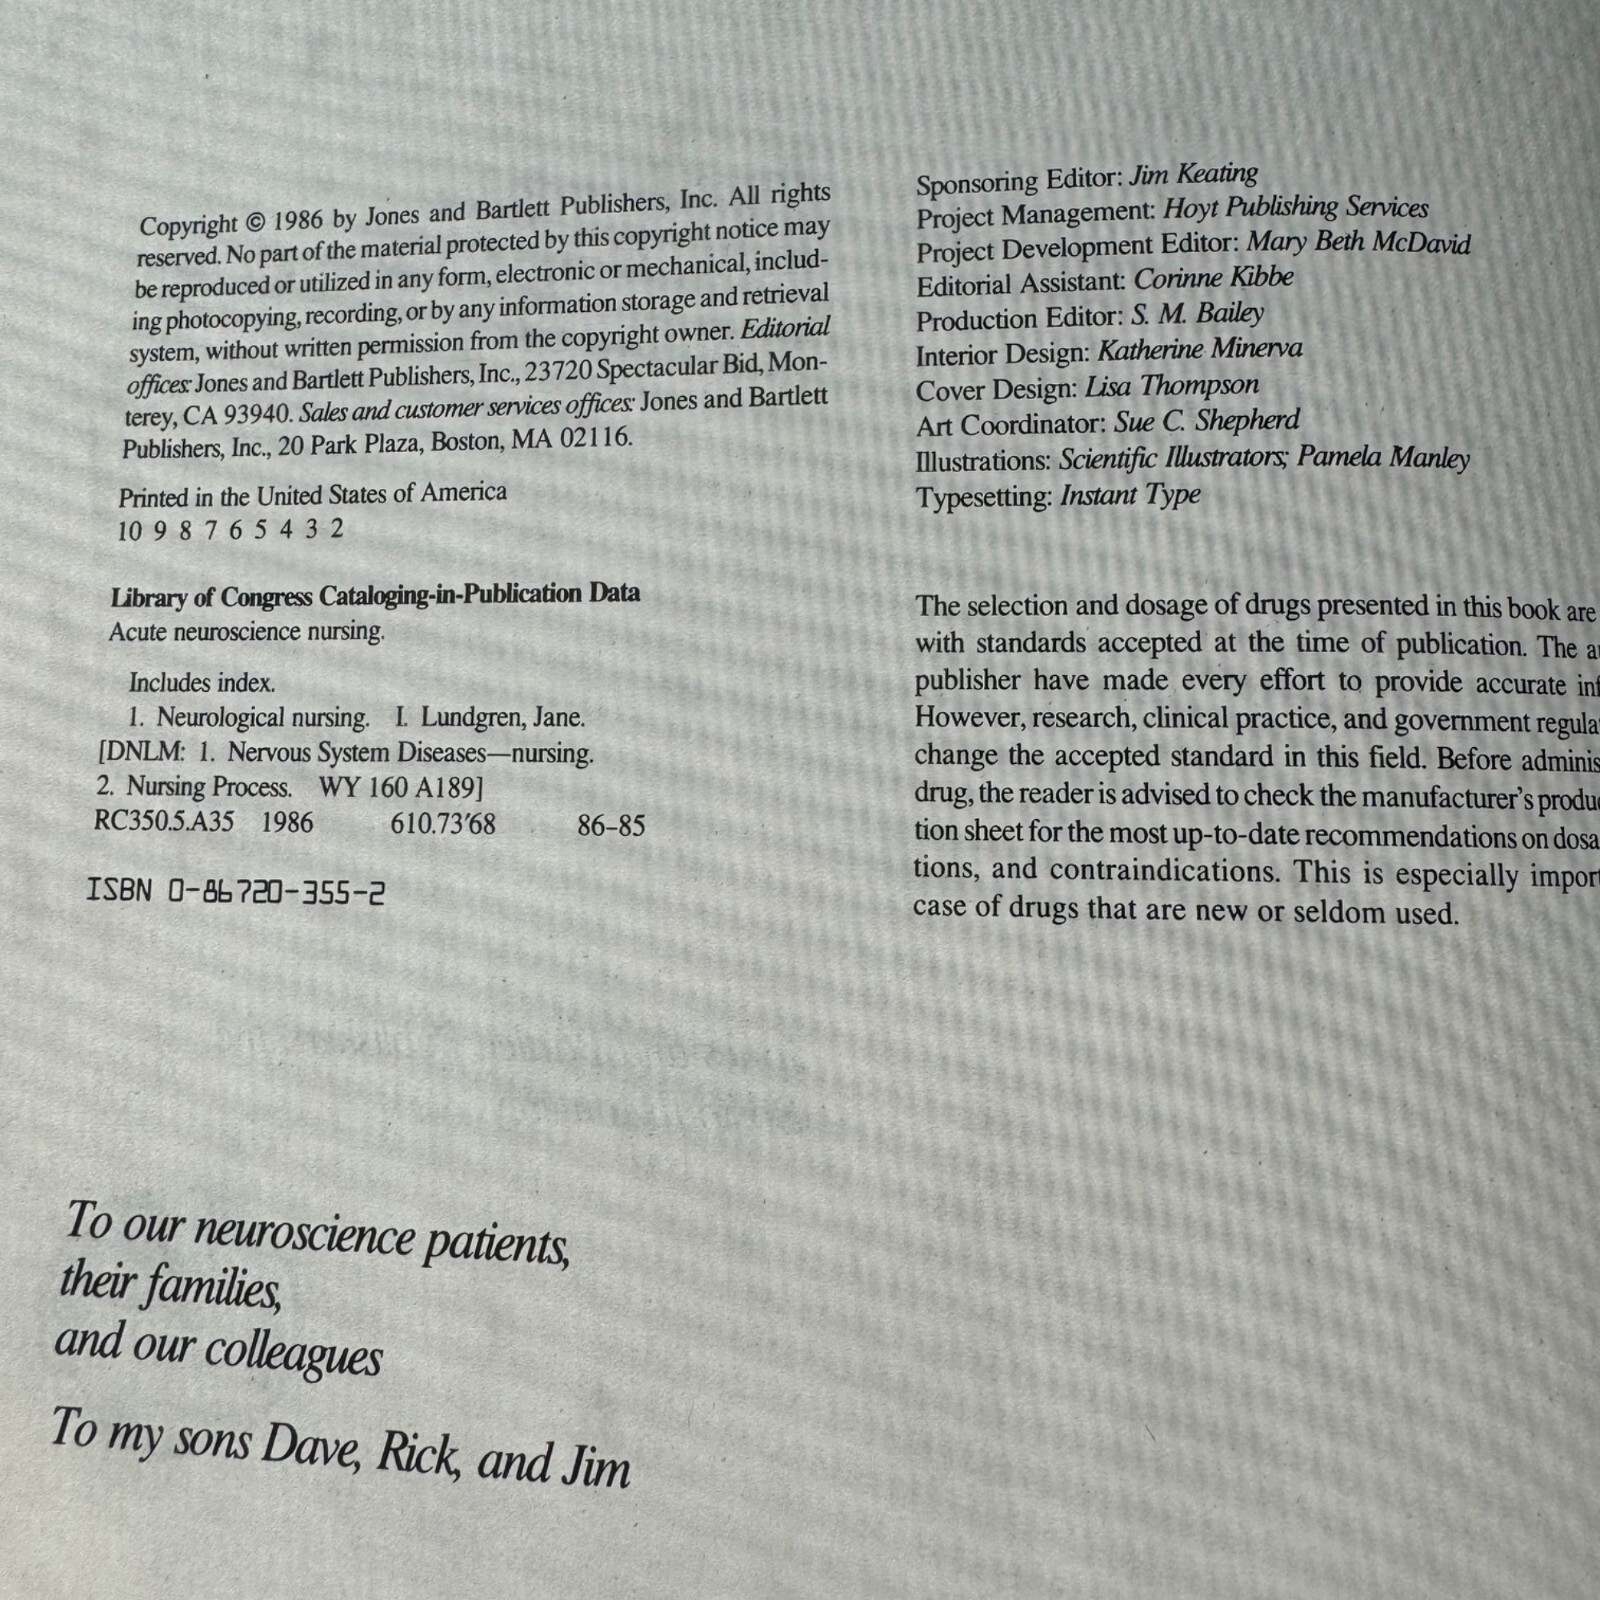 Copyright © 1986 by Jones and Bartlett Publishers, Inc. All rights
reserved. No part of the material protected by this copyright notice may
be reproduced or utilized in any form, electronic or mechanical, includ-
ing photocopying, recording, or by any information storage and retrieval
system, without written permission from the copyright owner. Editorial
offices: Jones and Bartlett Publishers, Inc., 23720 Spectacular Bid, Mon-
terey, CA 93940. Sales and customer services offices: Jones and Bartlett
Publishers, Inc., 20 Park Plaza, Boston, MA 02116.
Printed in the United States of America
10 9 8 7 6 5 4 3 2
Library of Congress Cataloging-in-Publication Data
Acute neuroscience nursing.
Includes index.
1. Neurological nursing. I. Lundgren, Jane.
[DNLM: 1. Nervous System Diseases—nursing.
2. Nursing Process. WY 160 A189]
RC350.5.A35 1986 610.73'68 86-85
ISBN 0-86720-355-2
Sponsoring Editor: Jim Keating
Project Management: Hoyt Publishing Services
Project Development Editor: Mary Beth McDavid
Editorial Assistant: Corinne Kibbe
Production Editor: S. M. Bailey
Interior Design: Katherine Minerva
Cover Design: Lisa Thompson
Art Coordinator: Sue C. Shepherd
Illustrations: Scientific Illustrators; Pamela Manley
Typesetting: Instant Type
The selection and dosage of drugs presented in this book are
with standards accepted at the time of publication. The
publisher have made every effort to provide accurate
However, research, clinical practice, and government
change the accepted standard in this field. Before
drug, the reader is advised to check the manufacturer's
tion sheet for the most up-to-date recommendations on
tions, and contraindications. This is especially
case of drugs that are new or seldom used.
To our neuroscience patients,
their families,
and our colleagues
To my sons Dave, Rick, and Jim